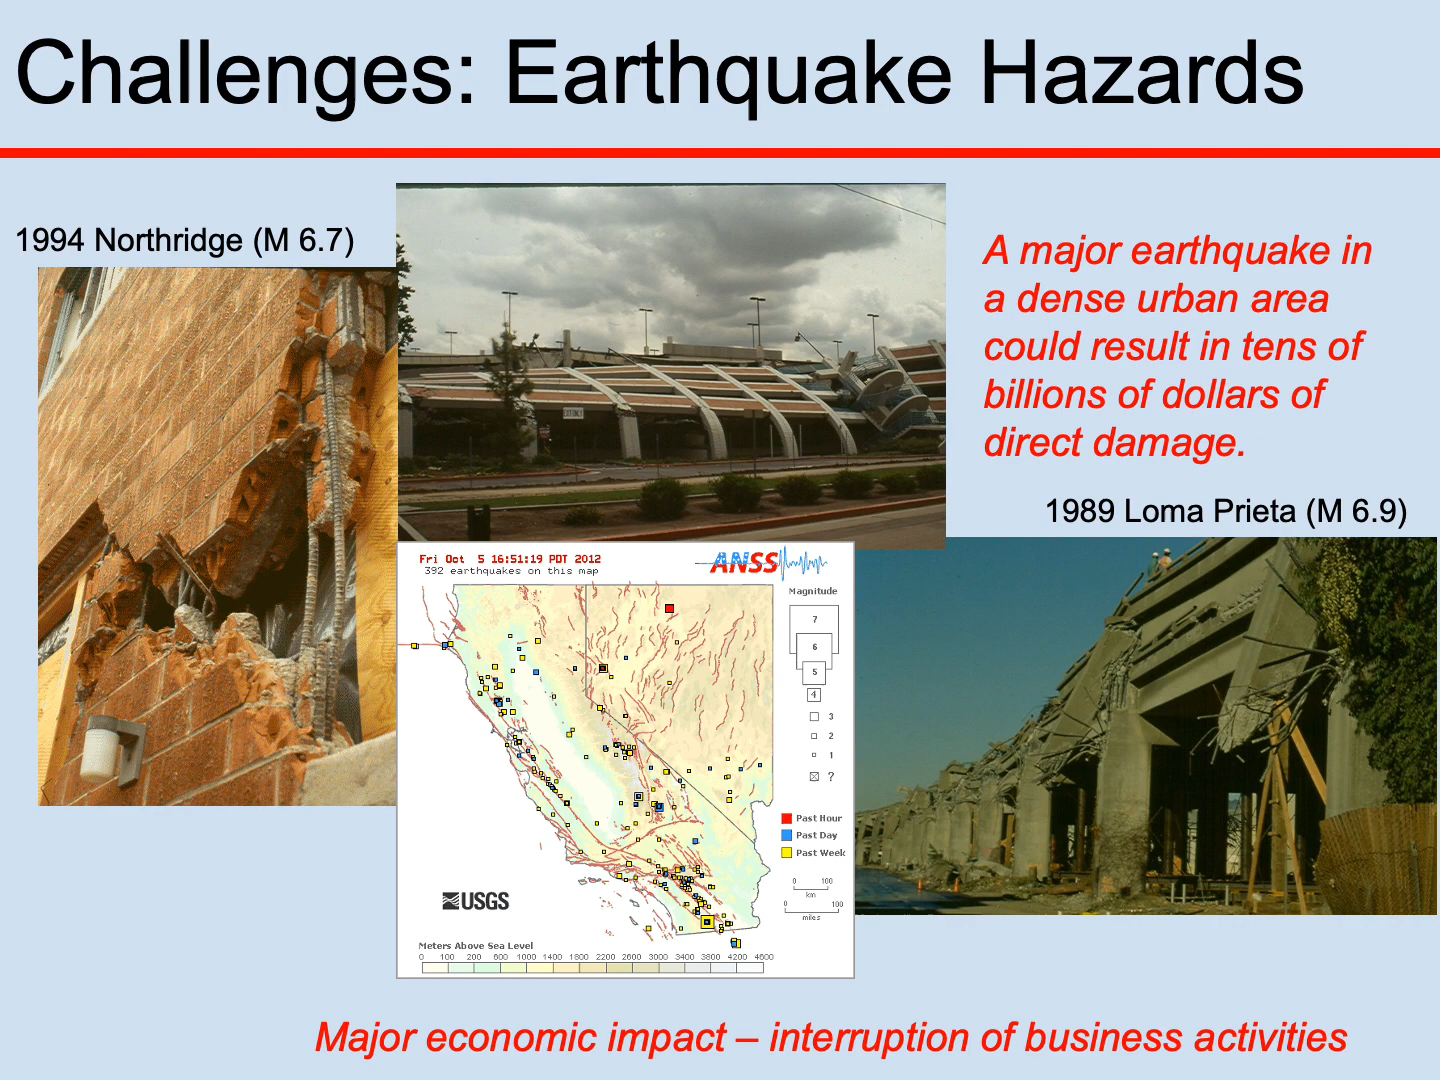 Challenges: Earthquake Hazards
1994 Northridge (M 6.7)
A major earthquake in
a dense urban area
could result in tens of
billions of dollars of
direct damage.
1989 Loma Prieta (M 6.9)
Fri Oct 5 16:51:19 PDT 2012
392 earthquakes on this map
ANSS
Magnitude
7
6
5
4
3
2
1
?
Past Hour
Past Day
Past Week
0 100
km
0 100
miles
USGS
Meters Above Sea Level
0 100 200 600 1000 1400 1800 2200 2600 3000 3400 3800 4200 4600
Major economic impact – interruption of business activities